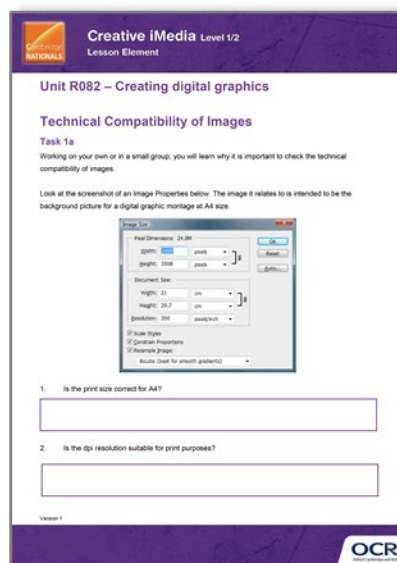 Creative iMedia Level 1/2
Lesson Element
Cambridge
NATIONALS
Unit R082 – Creating digital graphics
Technical Compatibility of Images
Task 1a
Working on your own or in a small group, you will learn why it is important to check the technical
compatibility of images.
Look at the screenshot of an Image Properties below. The image it relates to is intended to be the
background picture for a digital graphic montage at A4 size.
Image Size
Pixel Dimensions: 24.9M
Width: pixels
Height: 3508 pixels
OK
Reset
Auto...
Document Size:
Width: 21 cm
Height: 29.7 cm
Resolution: 300 pixels/inch
Scale Styles
Constrain Proportions
Resample Image:
Bicubic (best for smooth gradients)
1. Is the print size correct for A4?
2. Is the dpi resolution suitable for print purposes?
Version 1
OCR